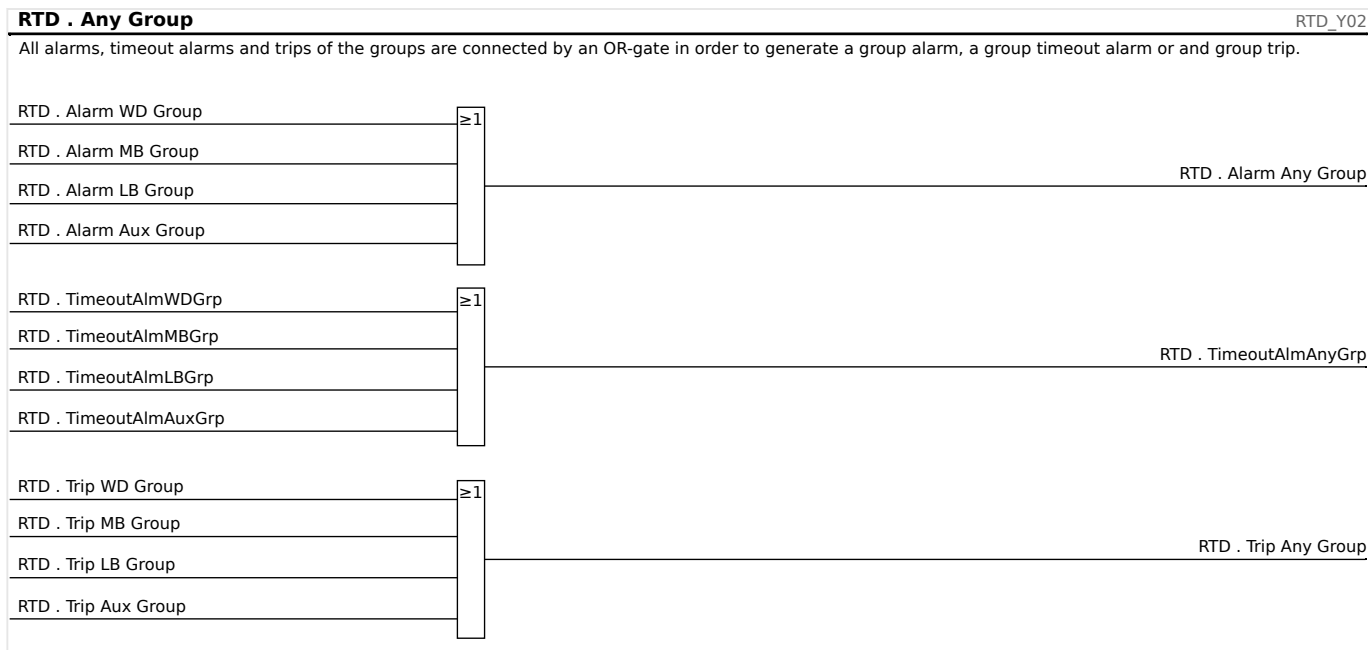 RTD . Any Group
RTD_Y02
All alarms, timeout alarms and trips of the groups are connected by an OR-gate in order to generate a group alarm, a group timeout alarm or and group trip.
RTD . Alarm WD Group
≥1
RTD . Alarm MB Group
RTD . Alarm Any Group
RTD . Alarm LB Group
RTD . Alarm Aux Group
RTD . TimeoutAlmWDGrp
≥1
RTD . TimeoutAlmMBGrp
RTD . TimeoutAlmAnyGrp
RTD . TimeoutAlmLBGrp
RTD . TimeoutAlmAuxGrp
RTD . Trip WD Group
≥1
RTD . Trip MB Group
RTD . Trip Any Group
RTD . Trip LB Group
RTD . Trip Aux Group